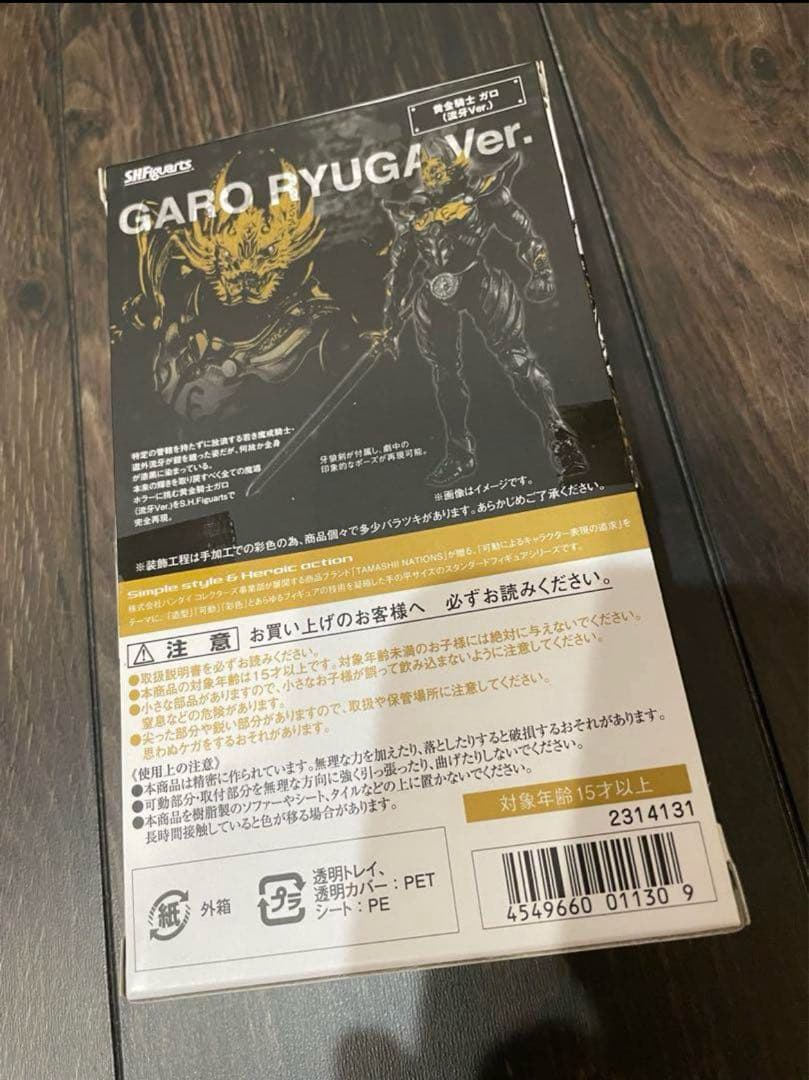 S.H.Figuarts
黄金騎士 ガロ
(流牙Ver.)
GARO RYUGA Ver.
特定の管轄を持たずに放浪する若き魔戒騎士・
道外流牙が鎧を纏った姿だが、何故か全身
が漆黒に染まっている。
本来の輝きを取り戻すべく全ての魔導
ホラーに挑む黄金騎士ガロ
(流牙Ver.)をS.H.Figuartsで
完全再現。
牙狼剣が付属し、劇中の
印象的なポーズが再現可能。
※画像はイメージです。
※装飾工程は手加工での彩色の為、商品個々で多少バラツキがあります。あらかじめご了承ください。
Simple style & Heroic action
株式会社バンダイ コレクターズ事業部が展開する商品ブランド「TAMASHII NATIONS」が贈る、「可動によるキャラクター表現の追求」を
テーマに、「造型」「可動」「彩色」とあらゆるフィギュアの技術を凝縮した手の平サイズのスタンダードフィギュアシリーズです。
注意 お買い上げのお客様へ 必ずお読みください。
●取扱説明書を必ずお読みください。
●本商品の対象年齢は15才以上です。対象年齢未満のお子様には絶対に与えないでください。
●小さな部品がありますので、小さなお子様が誤って飲み込まないように注意してください。
窒息などの危険があります。
●尖った部分や鋭い部分がありますので、取扱や保管場所に注意してください。
思わぬケガをするおそれがあります。
《使用上の注意》
●本商品は精密に作られています。無理な力を加えたり、落としたりすると破損するおそれがあります。
●可動部分・取付部分を無理な方向に強く引っ張ったり、曲げたりしないでください。
●本商品を樹脂製のソファーやシート、タイルなどの上に置かないでください。
長時間接触していると色が移る場合があります。
対象年齢15才以上
2314131
紙 外箱
プラ 透明トレイ、
透明カバー：PET
シート：PE
4549660 01130 9